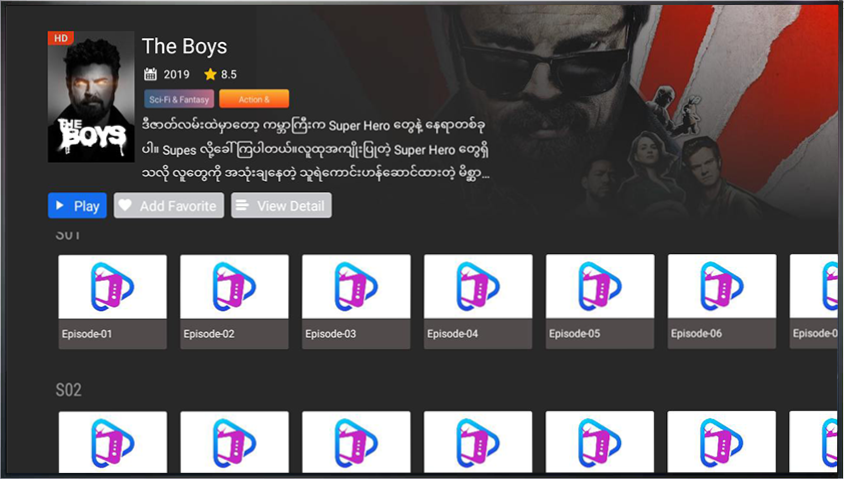 HD
The Boys
THE BOYS
2019 8.5
Sci-Fi & Fantasy Action &
ဒီဇာတ်လမ်းထဲမှာတော့ ကမ္ဘာကြီးက Super Hero တွေနဲ့ နေရာတစ်ခု
ပါ။ Supes လို့ခေါ်ကြပါတယ်။လူထုအကျိုးပြုတဲ့ Super Hero တွေရှိ
သလို လူတွေကို အသုံးချနေတဲ့ သူရဲကောင်းဟန်ဆောင်ထားတဲ့ မိစ္ဆာ...
Play Add Favorite View Detail
S01
Episode-01 Episode-02 Episode-03 Episode-04 Episode-05 Episode-06
S02